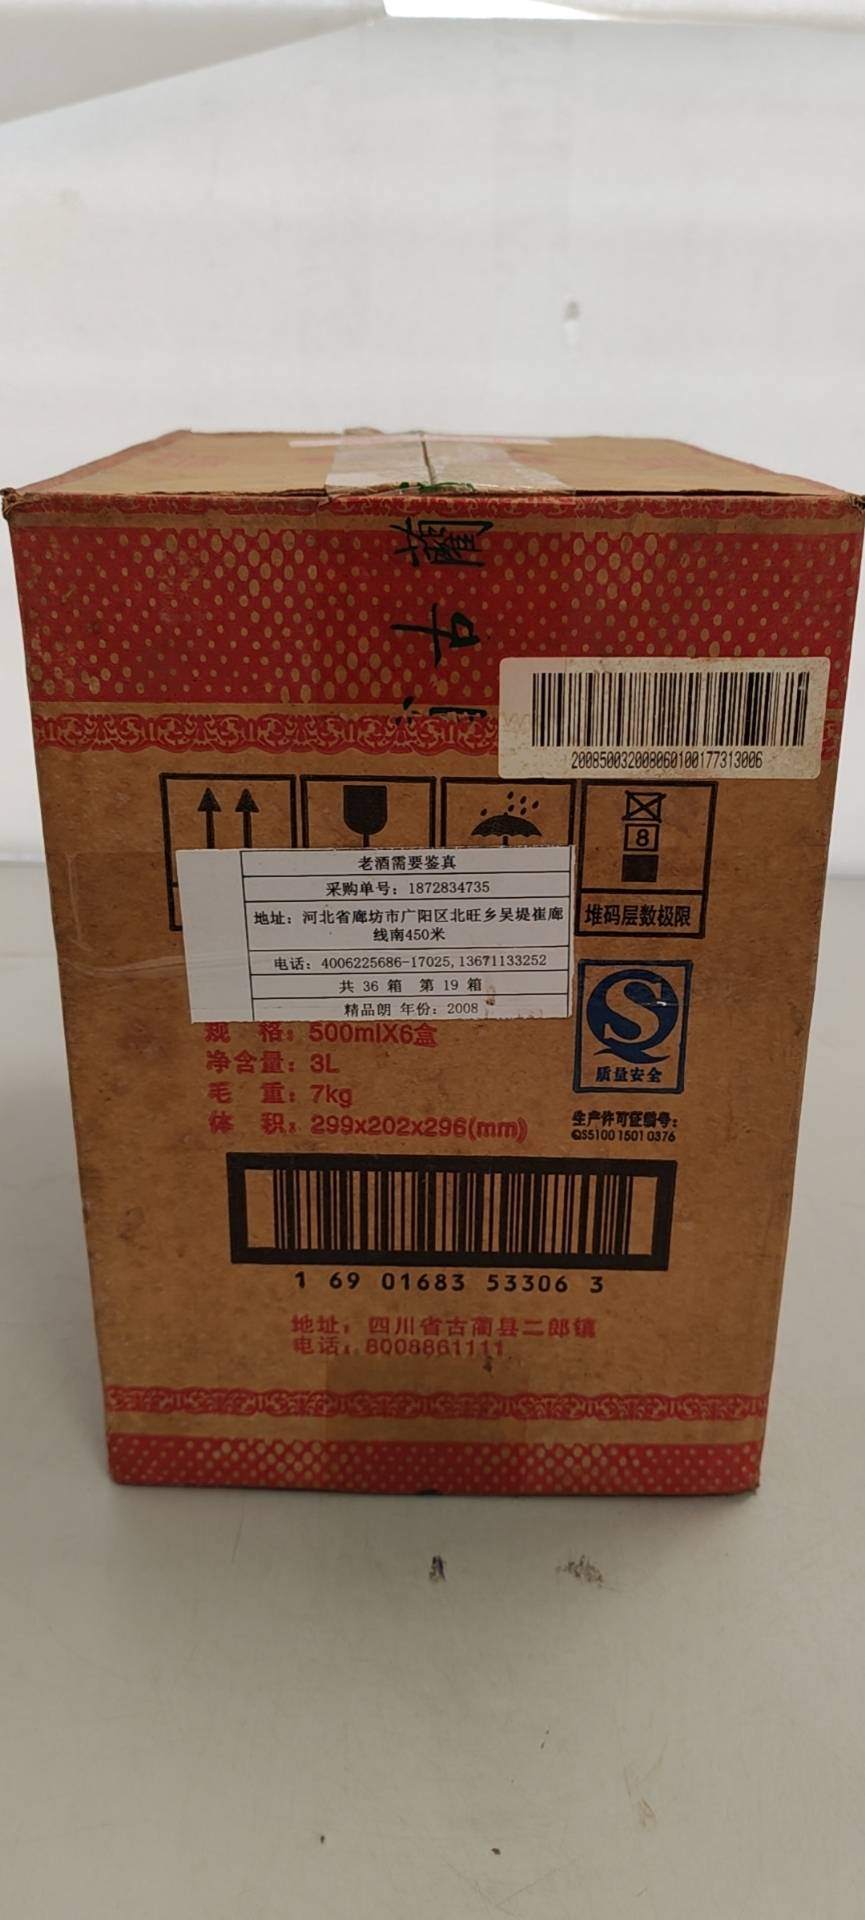 20085003200806010017731 3006
8
堆码层数极限
老酒需要鉴真
采购单号：1872834735
地址：河北省廊坊市广阳区北旺乡吴堤崔廊
线南450米
电话：4006225686-17025,13671133252
共 36 箱 第 19 箱
精品朗 年份：2008
规 格：500mlX6盒
净含量：3L
毛 重：7kg
体 积：299x202x296(mm)
质量安全
生产许可证编号：
QS5100 1501 0376
1 69 01683 53306 3
地址：四川省古蔺县二郎镇
电话：8008861111